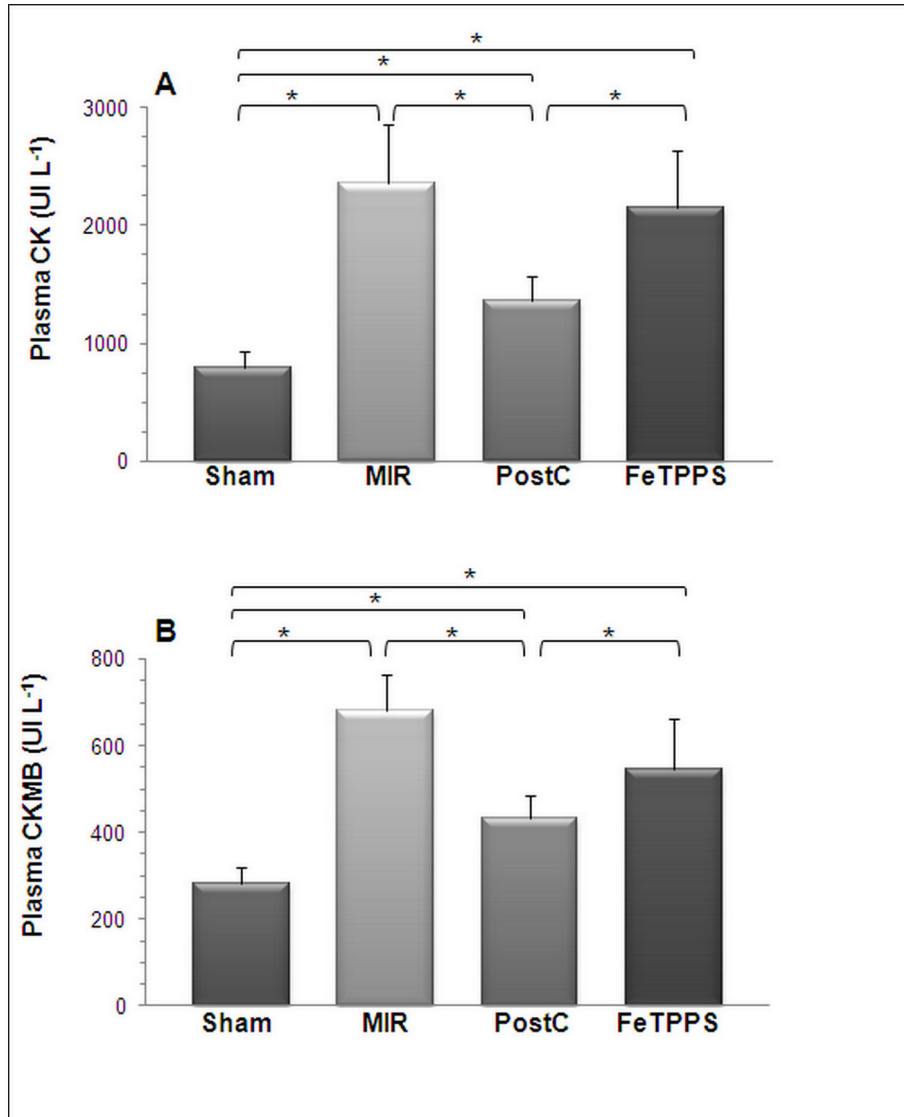 *
*
A
* * *
3000
2000
1000
0
Plasma CK (UI L⁻¹)
Sham MIR PostC FeTPPS
*
*
B
* * *
800
600
400
200
0
Plasma CKMB (UI L⁻¹)
Sham MIR PostC FeTPPS